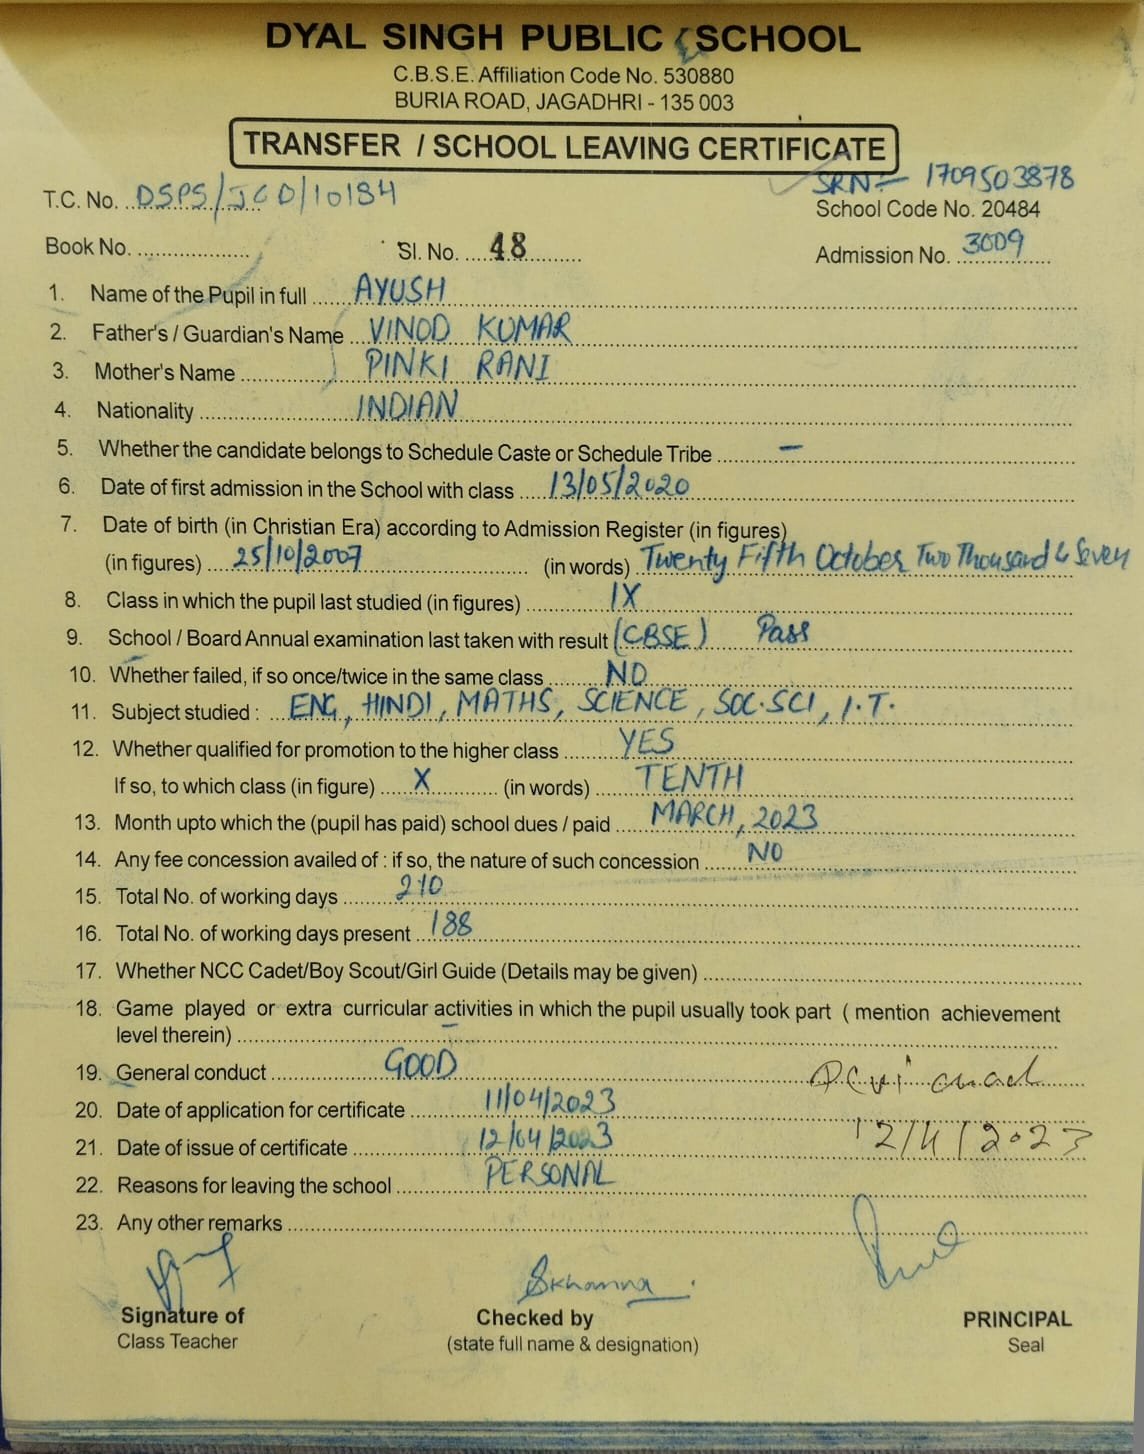 DYAL SINGH PUBLIC SCHOOL
C.B.S.E. Affiliation Code No. 530880
BURIA ROAD, JAGADHRI - 135 003
TRANSFER / SCHOOL LEAVING CERTIFICATE
SRN:- 1709503878
T.C. No. DSPS/JGD/10184
School Code No. 20484
Book No. .................... Sl. No. 48 Admission No. 3009
1. Name of the Pupil in full AYUSH
2. Father's / Guardian's Name VINOD KUMAR
3. Mother's Name PINKI RANI
4. Nationality INDIAN
5. Whether the candidate belongs to Schedule Caste or Schedule Tribe –
6. Date of first admission in the School with class 13/05/2020
7. Date of birth (in Christian Era) according to Admission Register (in figures)
(in figures) 25/10/2007 (in words) Twenty Fifth October Two Thousand & Seven
8. Class in which the pupil last studied (in figures) IX
9. School / Board Annual examination last taken with result (CBSE) Pass
10. Whether failed, if so once/twice in the same class NO
11. Subject studied : ENG, HINDI, MATHS, SCIENCE, SOC.SCI, I.T.
12. Whether qualified for promotion to the higher class YES
If so, to which class (in figure) X (in words) TENTH
13. Month upto which the (pupil has paid) school dues / paid MARCH, 2023
14. Any fee concession availed of : if so, the nature of such concession NO
15. Total No. of working days 210
16. Total No. of working days present 188
17. Whether NCC Cadet/Boy Scout/Girl Guide (Details may be given)
18. Game played or extra curricular activities in which the pupil usually took part ( mention achievement
level therein) –
19. General conduct GOOD
20. Date of application for certificate 11/04/2023
21. Date of issue of certificate 12/04/2023 12/4/2023
22. Reasons for leaving the school PERSONAL
23. Any other remarks
Skhanna
Signature of Checked by PRINCIPAL
Class Teacher (state full name & designation) Seal